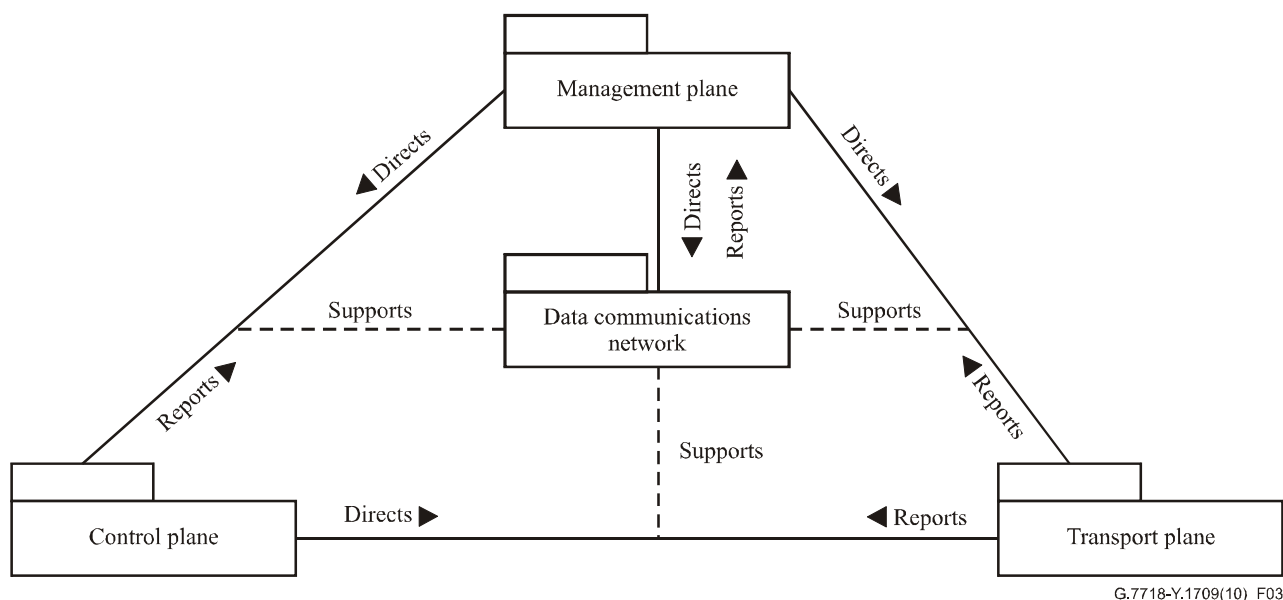 Management plane
Directs
Directs
Directs
Reports
Supports
Data communications
network
Supports
Reports
Reports
Supports
Control plane
Directs
Reports
Transport plane
G.7718-Y.1709(10)_F03